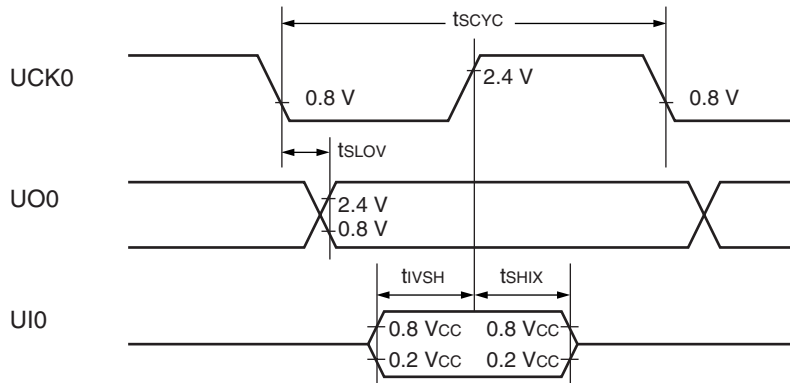 tSCYC
UCK0
0.8 V
2.4 V
0.8 V
tSLOV
UO0
2.4 V
0.8 V
tIVSH
tSHIX
UI0
0.8 VCC 0.8 VCC
0.2 VCC 0.2 VCC